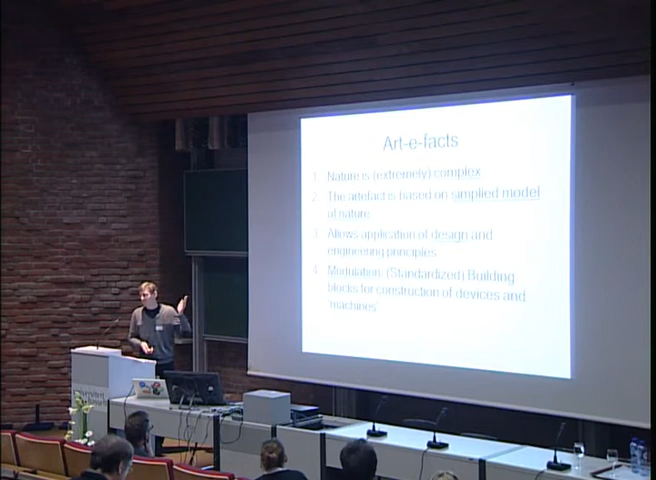 Art-e-facts
1. Nature is (extremely) complex
2. The artefact is based on simplied model
of nature
3. Allows application of design and
engineering principles
4. Modulation: (Standardized) Building
blocks for construction of devices and
'machines'